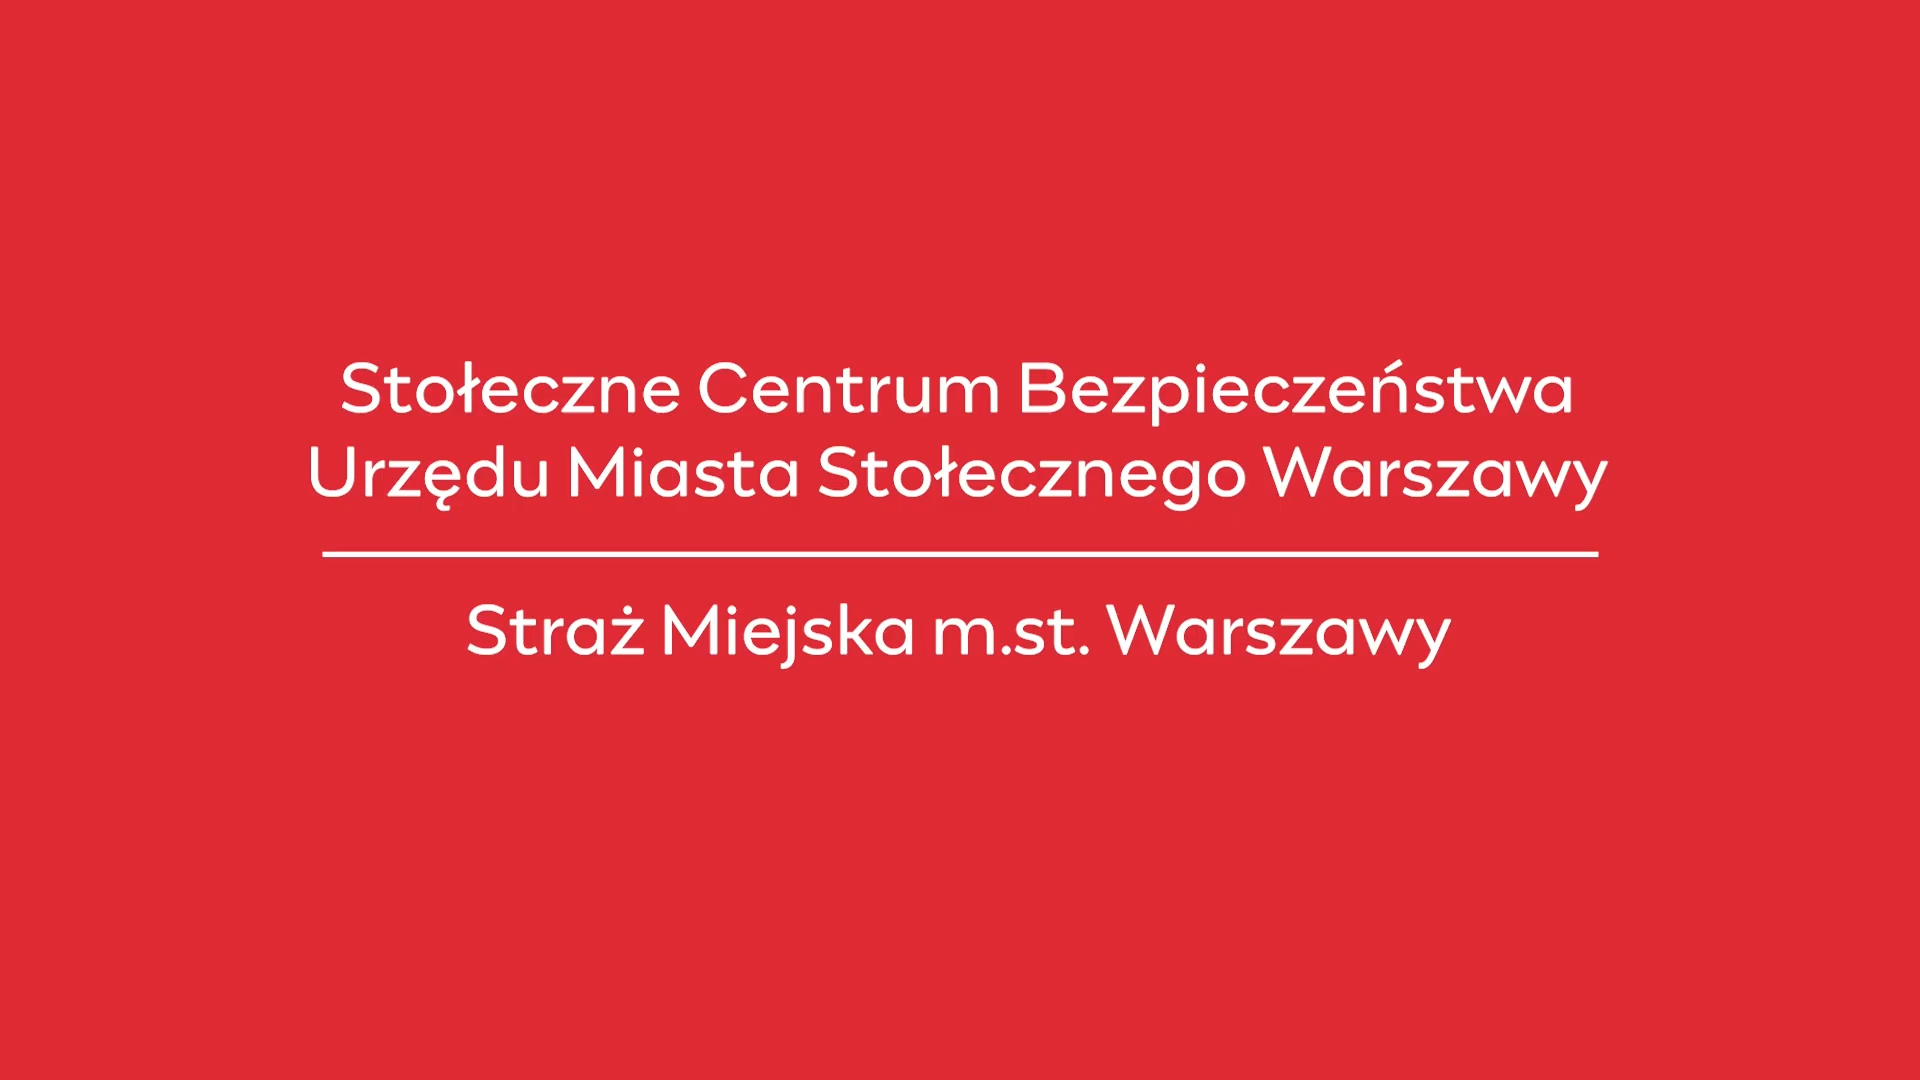 Stołeczne Centrum Bezpieczeństwa
Urzędu Miasta Stołecznego Warszawy
Straż Miejska m.st. Warszawy